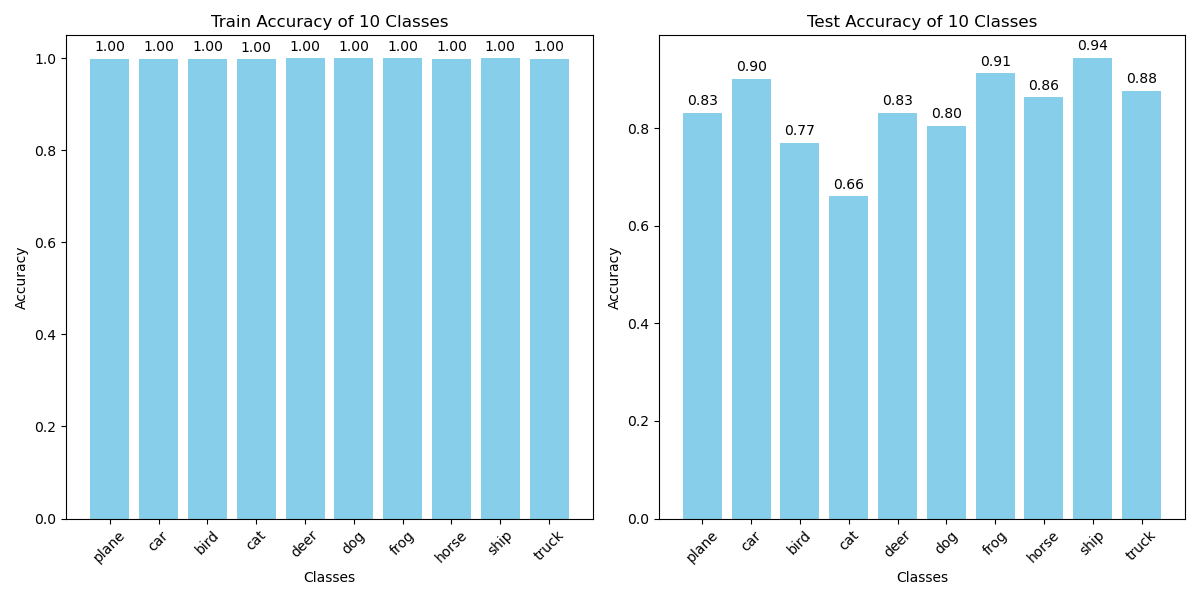 Train Accuracy of 10 Classes
1.00 1.00 1.00 1.00 1.00 1.00 1.00 1.00 1.00 1.00
1.0
0.8
0.6
0.4
0.2
0.0
Accuracy
plane car bird cat deer dog frog horse ship truck
Classes
Test Accuracy of 10 Classes
0.83 0.90 0.77 0.66 0.83 0.80 0.91 0.86 0.94 0.88
0.8
0.6
0.4
0.2
0.0
Accuracy
plane car bird cat deer dog frog horse ship truck
Classes